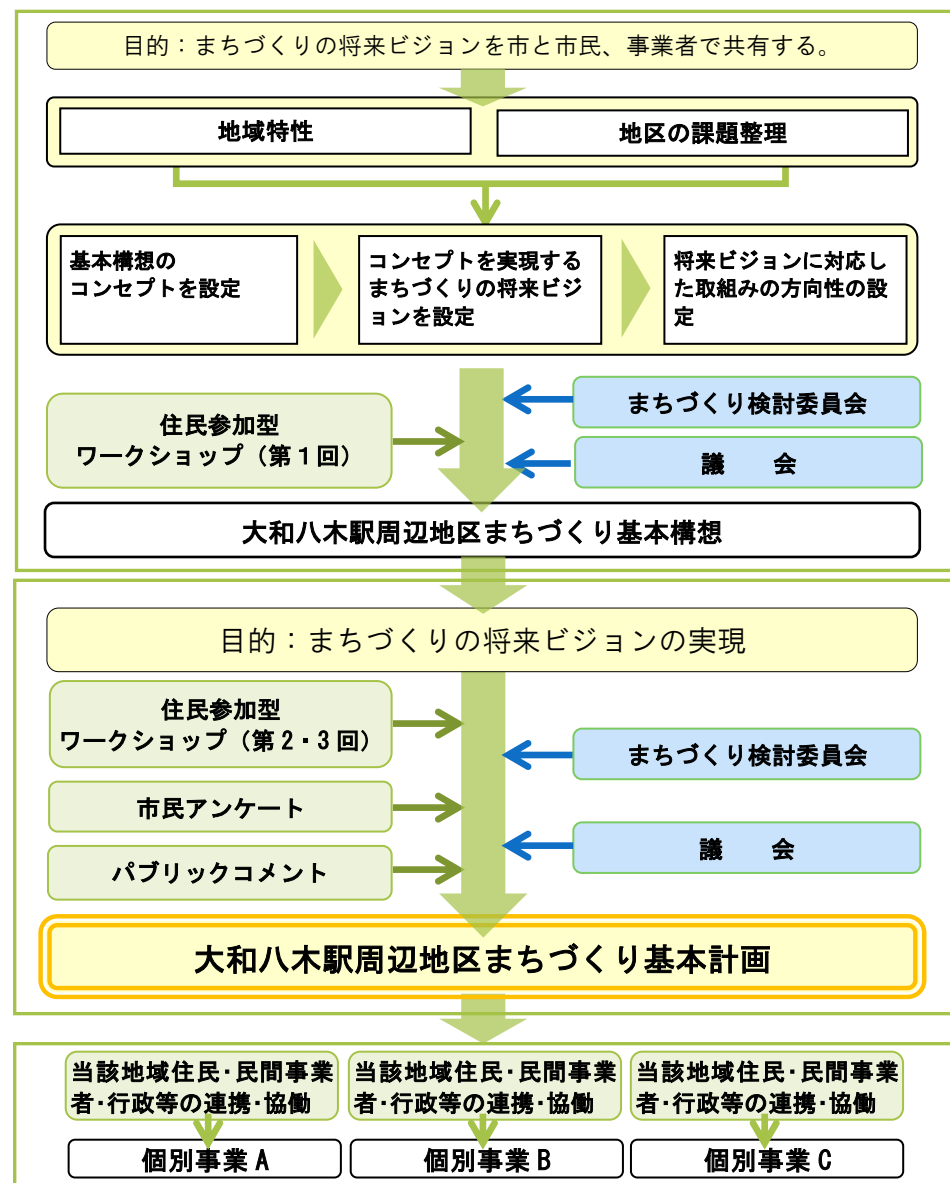 目的：まちづくりの将来ビジョンを市と市民、事業者で共有する。
地域特性
地区の課題整理
基本構想の
コンセプトを設定
コンセプトを実現する
まちづくりの将来ビジ
ョンを設定
将来ビジョンに対応し
た取組みの方向性の設
定
住民参加型
ワークショップ（第１回）
まちづくり検討委員会
議　　会
大和八木駅周辺地区まちづくり基本構想
目的：まちづくりの将来ビジョンの実現
住民参加型
ワークショップ（第２・３回）
市民アンケート
パブリックコメント
まちづくり検討委員会
議　　会
大和八木駅周辺地区まちづくり基本計画
当該地域住民・民間事業
者・行政等の連携・協働
個別事業 A
当該地域住民・民間事業
者・行政等の連携・協働
個別事業 B
当該地域住民・民間事業
者・行政等の連携・協働
個別事業 C